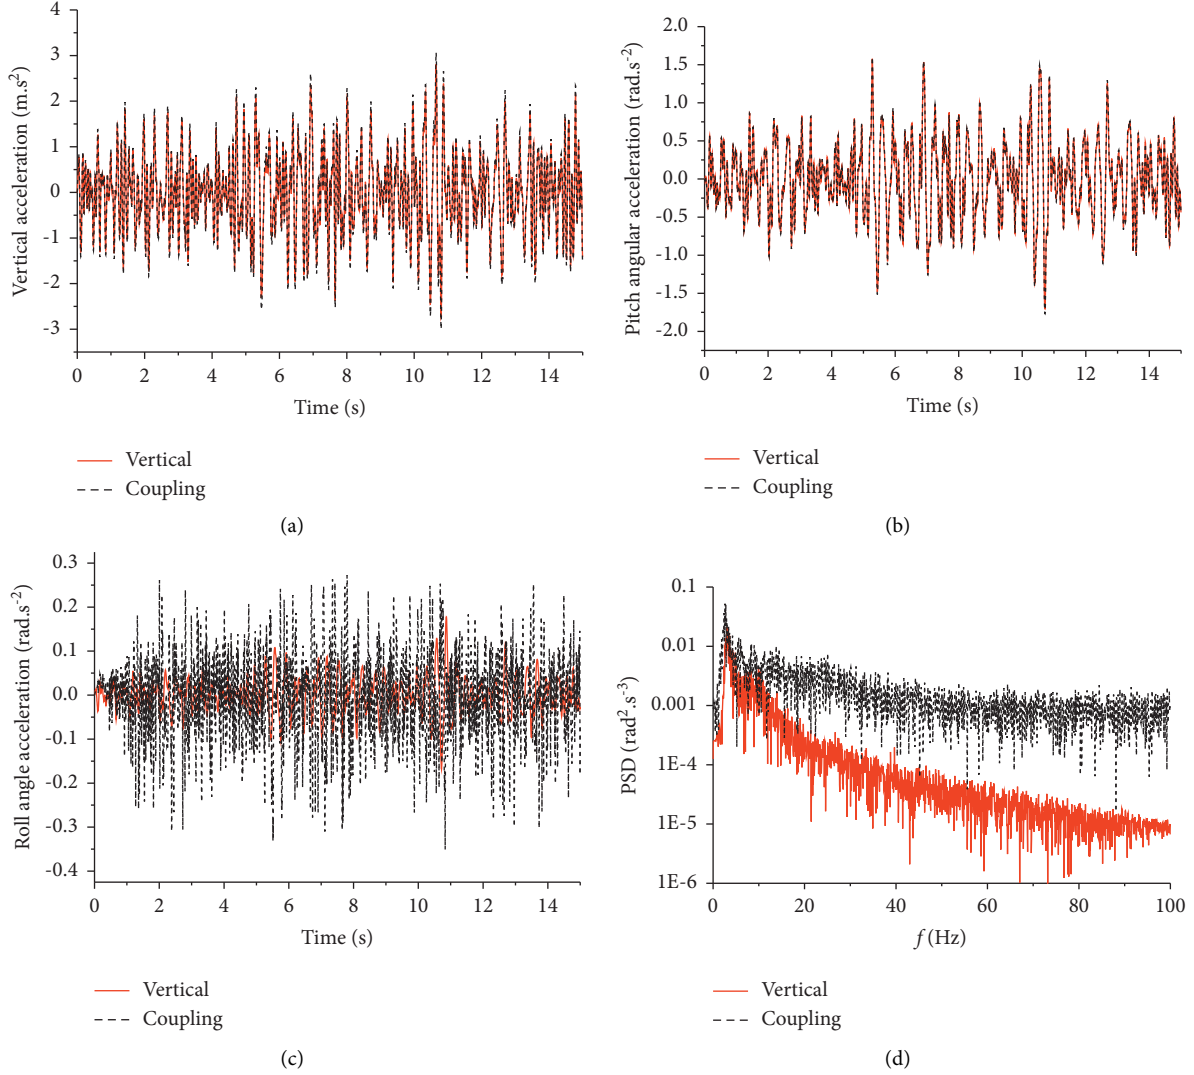 4
3
2
1
0
-1
-2
-3
Vertical acceleration (m.s²)
0 2 4 6 8 10 12 14
Time (s)
Vertical
Coupling
(a)
2.0
1.5
1.0
0.5
0.0
-0.5
-1.0
-1.5
-2.0
Pitch angular acceleration (rad.s⁻²)
0 2 4 6 8 10 12 14
Time (s)
Vertical
Coupling
(b)
0.3
0.2
0.1
0.0
-0.1
-0.2
-0.3
-0.4
Roll angle acceleration (rad.s⁻²)
0 2 4 6 8 10 12 14
Time (s)
Vertical
Coupling
(c)
0.1
0.01
0.001
1E-4
1E-5
1E-6
PSD (rad².s⁻³)
0 20 40 60 80 100
f (Hz)
Vertical
Coupling
(d)